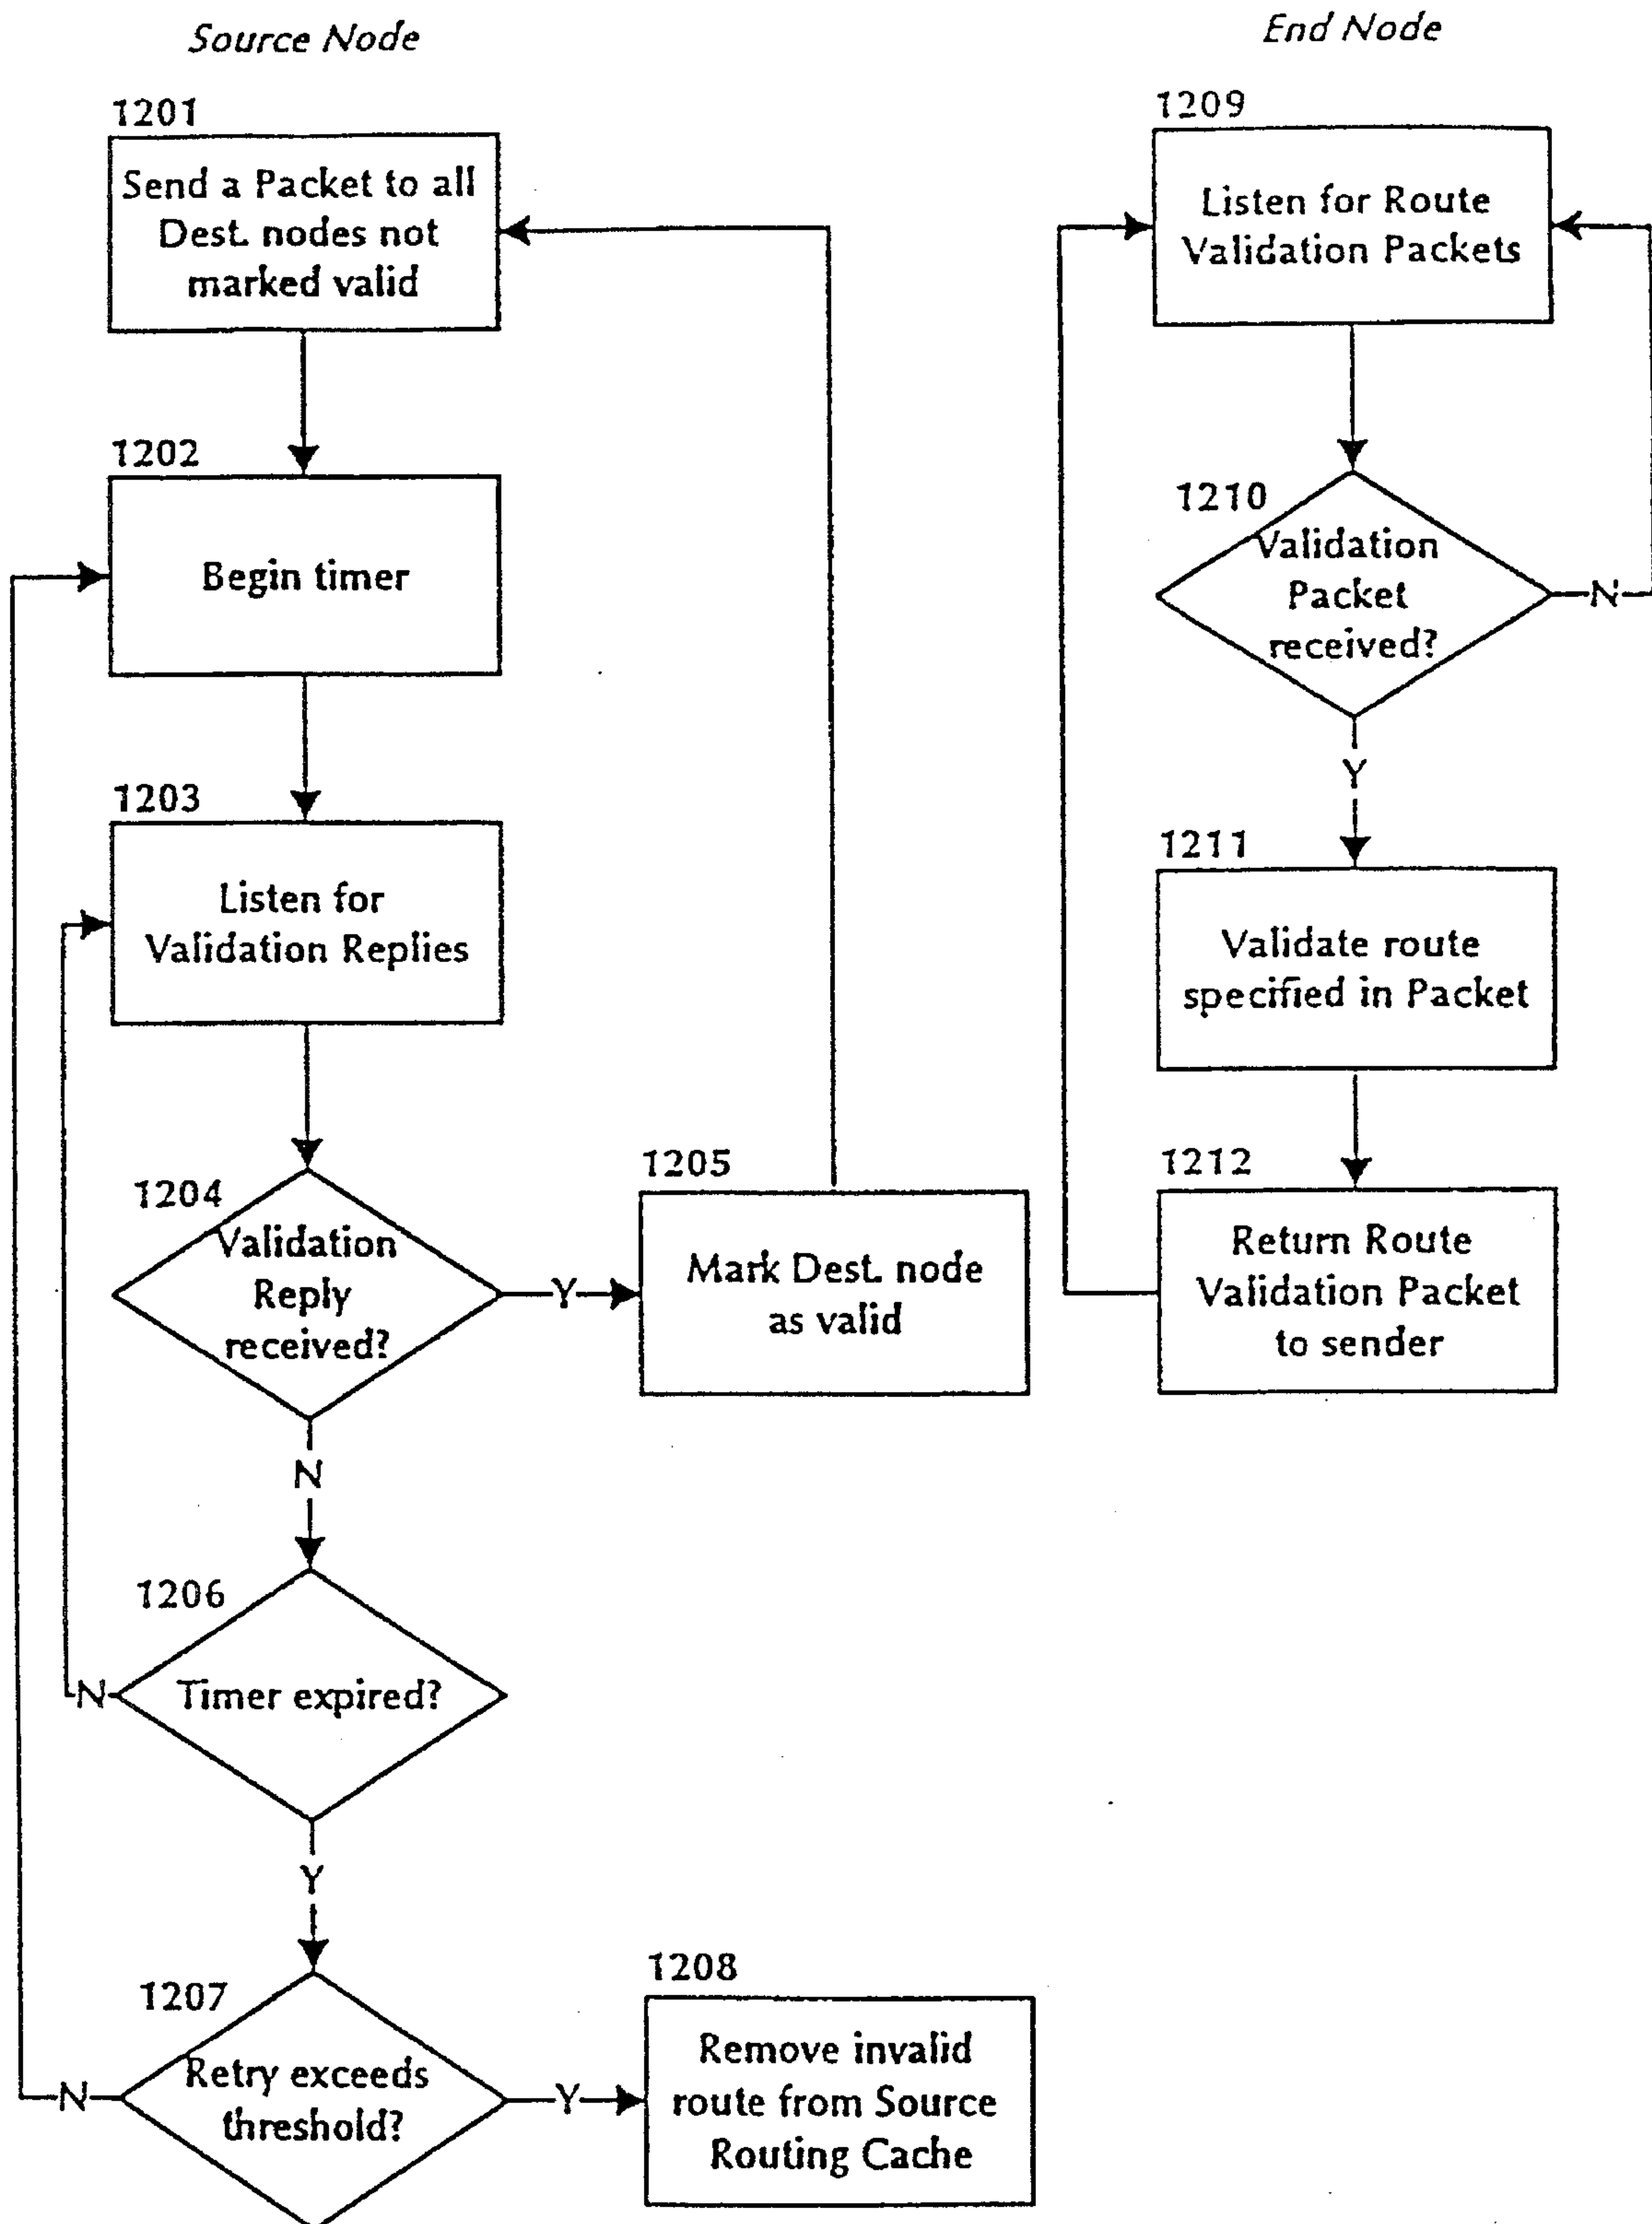 Source Node
1201
Send a Packet to all
Dest. nodes not
marked valid
1202
Begin timer
1203
Listen for
Validation Replies
1204
Validation
Reply
received?
Y
1205
Mark Dest. node
as valid
N
1206
Timer expired?
N
Y
1207
Retry exceeds
threshold?
N
Y
1208
Remove invalid
route from Source
Routing Cache
End Node
1209
Listen for Route
Validation Packets
1210
Validation
Packet
received?
N
Y
1211
Validate route
specified in Packet
1212
Return Route
Validation Packet
to sender